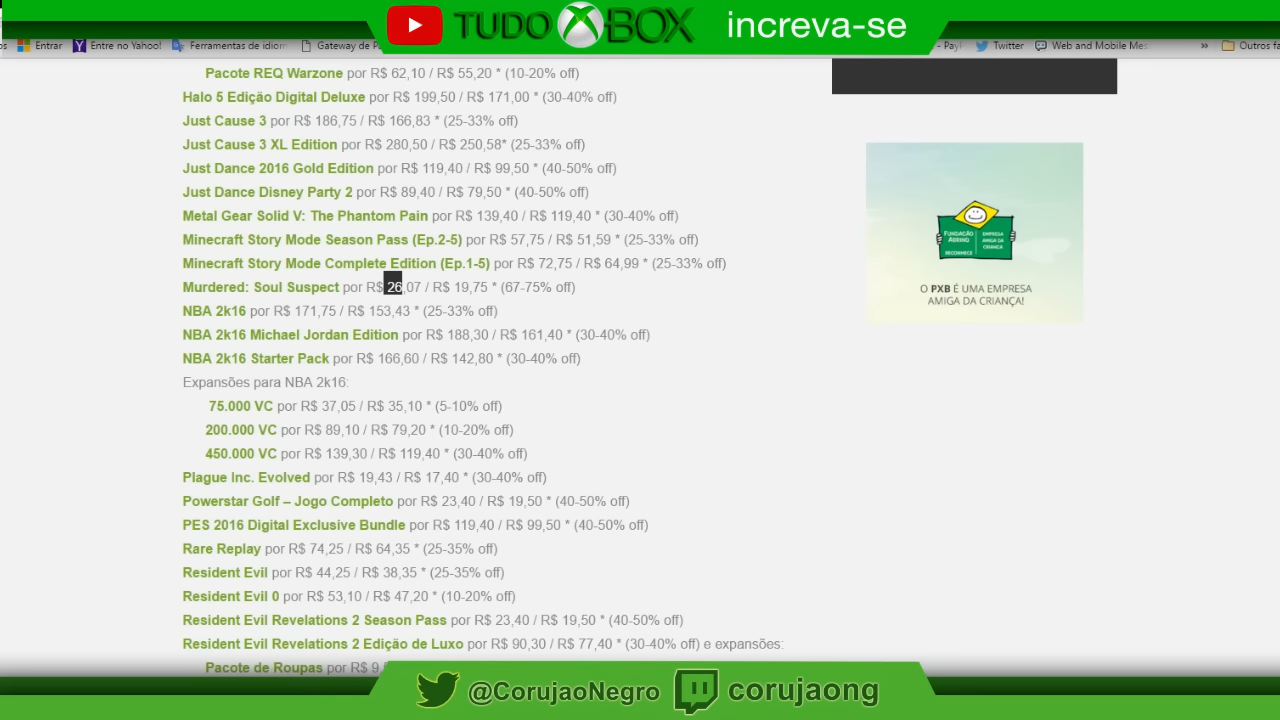 TUDO BOX increva-se
Entrar Entre no Yahoo! Ferramentas de idiom Gateway de Pa - Pay Twitter Web and Mobile Me » Outros fa
Pacote REQ Warzone por R$ 62,10 / R$ 55,20 * (10-20% off)
Halo 5 Edição Digital Deluxe por R$ 199,50 / R$ 171,00 * (30-40% off)
Just Cause 3 por R$ 186,75 / R$ 166,83 * (25-33% off)
Just Cause 3 XL Edition por R$ 280,50 / R$ 250,58* (25-33% off)
Just Dance 2016 Gold Edition por R$ 119,40 / R$ 99,50 * (40-50% off)
Just Dance Disney Party 2 por R$ 89,40 / R$ 79,50 * (40-50% off)
Metal Gear Solid V: The Phantom Pain por R$ 139,40 / R$ 119,40 * (30-40% off)
Minecraft Story Mode Season Pass (Ep.2-5) por R$ 57,75 / R$ 51,59 * (25-33% off)
Minecraft Story Mode Complete Edition (Ep.1-5) por R$ 72,75 / R$ 64,99 * (25-33% off)
Murdered: Soul Suspect por R$ 26,07 / R$ 19,75 * (67-75% off)
NBA 2k16 por R$ 171,75 / R$ 153,43 * (25-33% off)
NBA 2k16 Michael Jordan Edition por R$ 188,30 / R$ 161,40 * (30-40% off)
NBA 2k16 Starter Pack por R$ 166,60 / R$ 142,80 * (30-40% off)
Expansões para NBA 2k16:
75.000 VC por R$ 37,05 / R$ 35,10 * (5-10% off)
200.000 VC por R$ 89,10 / R$ 79,20 * (10-20% off)
450.000 VC por R$ 139,30 / R$ 119,40 * (30-40% off)
Plague Inc. Evolved por R$ 19,43 / R$ 17,40 * (30-40% off)
Powerstar Golf – Jogo Completo por R$ 23,40 / R$ 19,50 * (40-50% off)
PES 2016 Digital Exclusive Bundle por R$ 119,40 / R$ 99,50 * (40-50% off)
Rare Replay por R$ 74,25 / R$ 64,35 * (25-35% off)
Resident Evil por R$ 44,25 / R$ 38,35 * (25-35% off)
Resident Evil 0 por R$ 53,10 / R$ 47,20 * (10-20% off)
Resident Evil Revelations 2 Season Pass por R$ 23,40 / R$ 19,50 * (40-50% off)
Resident Evil Revelations 2 Edição de Luxo por R$ 90,30 / R$ 77,40 * (30-40% off) e expansões:
Pacote de Roupas por R$ 9
FUNDAÇÃO ABRINQ RECONHECE
EMPRESA AMIGA DA CRIANÇA
O PXB É UMA EMPRESA
AMIGA DA CRIANÇA!
@CorujaoNegro corujaong